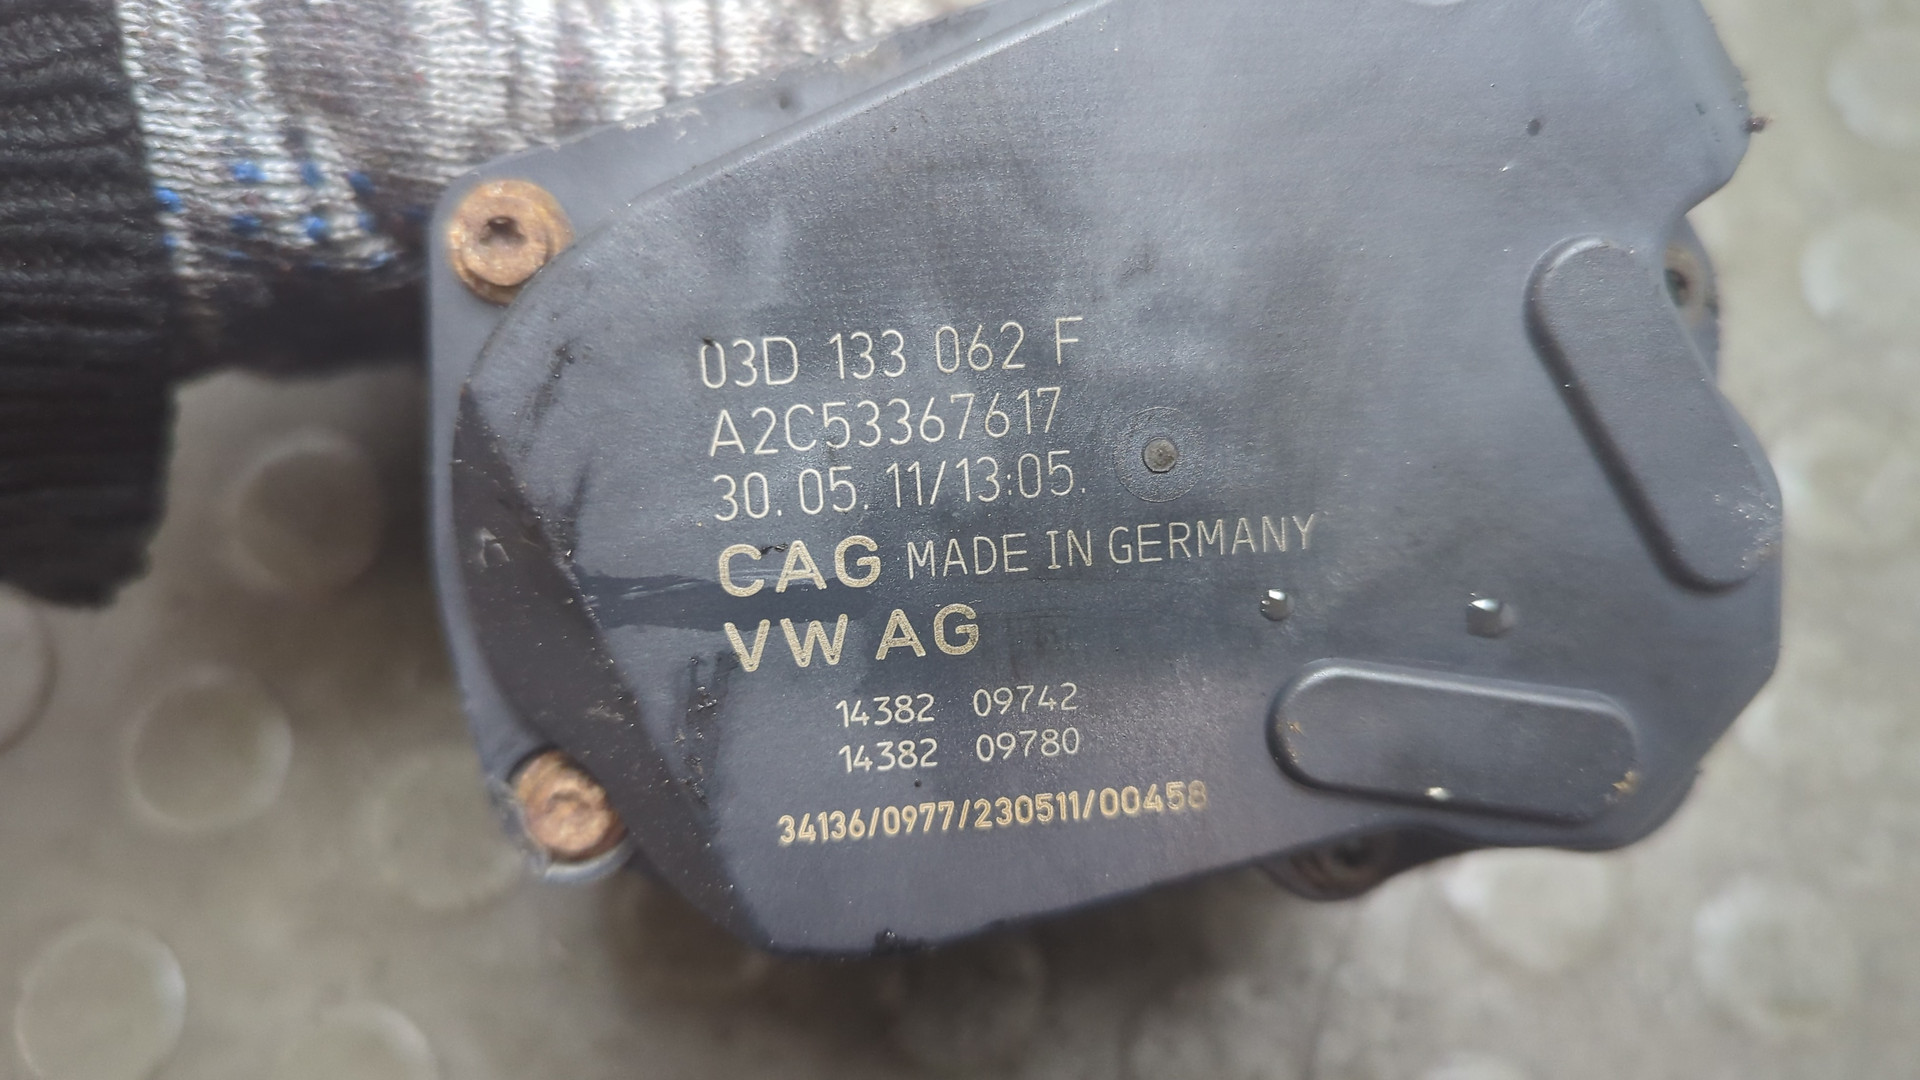 03D 133 062 F
A2C53367617
30.05.11/13:05.
CAG MADE IN GERMANY
VW AG
14382 09742
14382 09780
34136/0977/230511/00458